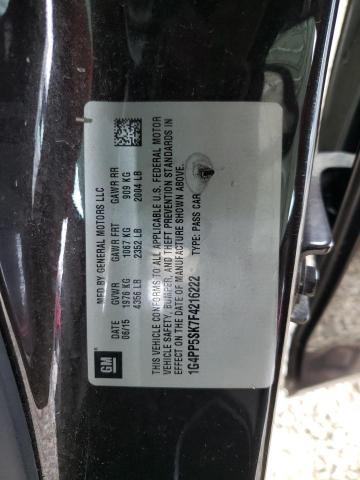 MFD BY GENERAL MOTORS LLC
DATE GVWR GAWR FRT GAWR RR
06/15 1976 KG 1067 KG 909 KG
4356 LB 2352 LB 2004 LB
THIS VEHICLE CONFORMS TO ALL APPLICABLE U.S. FEDERAL MOTOR
VEHICLE SAFETY, BUMPER, AND THEFT PREVENTION STANDARDS IN
EFFECT ON THE DATE OF MANUFACTURE SHOWN ABOVE.
1G4PP5SK7F4216222 TYPE: PASS CAR
GM